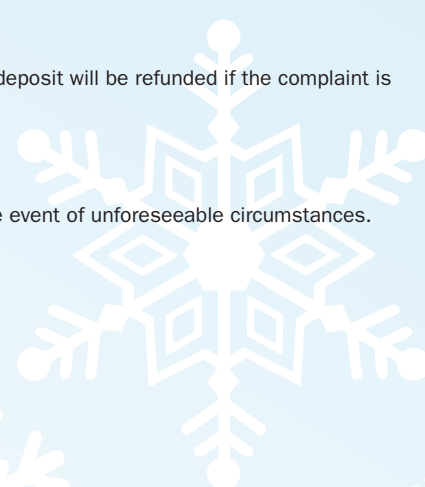 deposit will be refunded if the complaint is
event of unforeseeable circumstances.